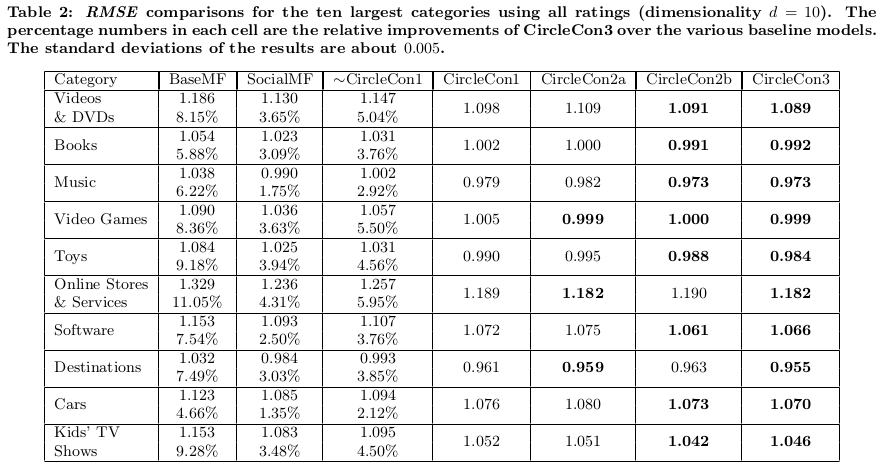 Table 2: RMSE comparisons for the ten largest categories using all ratings (dimensionality d = 10). The
percentage numbers in each cell are the relative improvements of CircleCon3 over the various baseline models.
The standard deviations of the results are about 0.005.
Category BaseMF SocialMF ∼CircleCon1 CircleCon1 CircleCon2a CircleCon2b CircleCon3
Videos 1.186 1.130 1.147
& DVDs 8.15% 3.65% 5.04% 1.098 1.109 1.091 1.089
Books 1.054 1.023 1.031 1.002 1.000 0.991 0.992
5.88% 3.09% 3.76%
Music 1.038 0.990 1.002 0.979 0.982 0.973 0.973
6.22% 1.75% 2.92%
Video Games 1.090 1.036 1.057 1.005 0.999 1.000 0.999
8.36% 3.63% 5.50%
Toys 1.084 1.025 1.031 0.990 0.995 0.988 0.984
9.18% 3.94% 4.56%
Online Stores 1.329 1.236 1.257
& Services 11.05% 4.31% 5.95% 1.189 1.182 1.190 1.182
Software 1.153 1.093 1.107 1.072 1.075 1.061 1.066
7.54% 2.50% 3.76%
Destinations 1.032 0.984 0.993 0.961 0.959 0.963 0.955
7.49% 3.03% 3.85%
Cars 1.123 1.085 1.094 1.076 1.080 1.073 1.070
4.66% 1.35% 2.12%
Kids' TV 1.153 1.083 1.095
Shows 9.28% 3.48% 4.50% 1.052 1.051 1.042 1.046